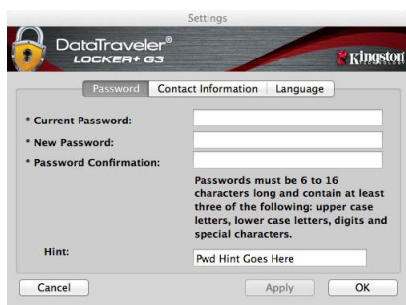 Settings
DataTraveler®
LOCKER+ G3
Kingston
TECHNOLOGY
Password Contact Information Language
* Current Password:
* New Password:
* Password Confirmation:
Passwords must be 6 to 16
characters long and contain at least
three of the following: upper case
letters, lower case letters, digits and
special characters.
Hint: Pwd Hint Goes Here
Cancel Apply OK